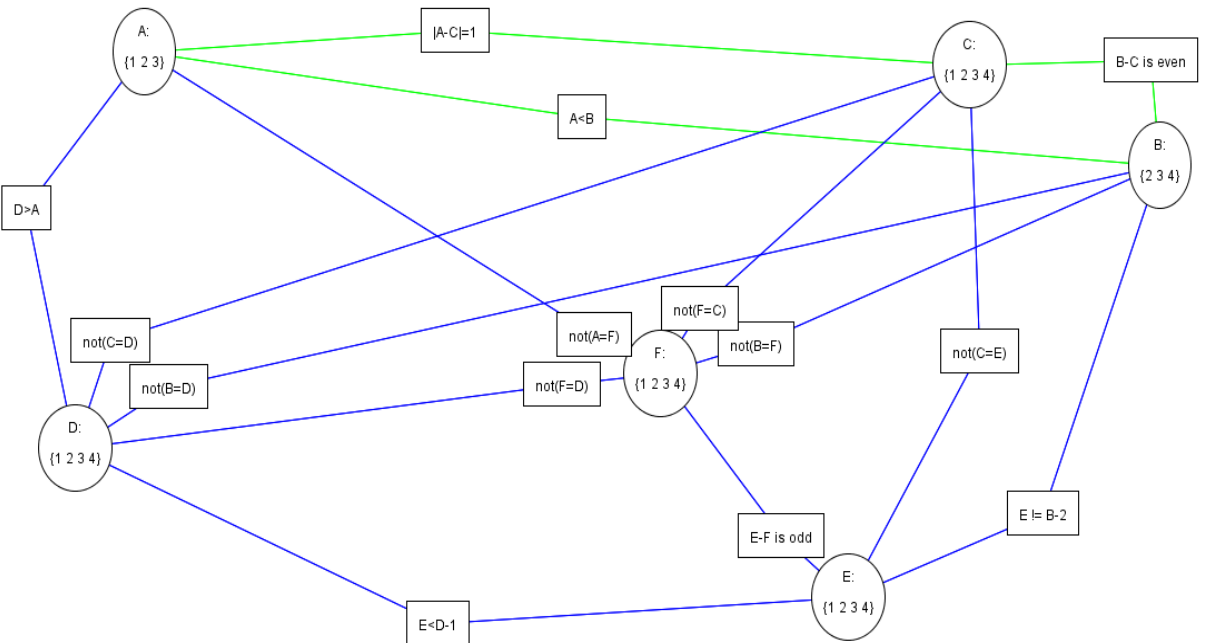 A:
{1 2 3}
|A-C|=1
C:
{1 2 3 4}
B-C is even
A<B
B:
{2 3 4}
D>A
not(F=C)
not(C=D)
not(A=F)
not(B=F)
F:
{1 2 3 4}
not(C=E)
not(B=D)
not(F=D)
D:
{1 2 3 4}
E != B-2
E-F is odd
E:
{1 2 3 4}
E<D-1